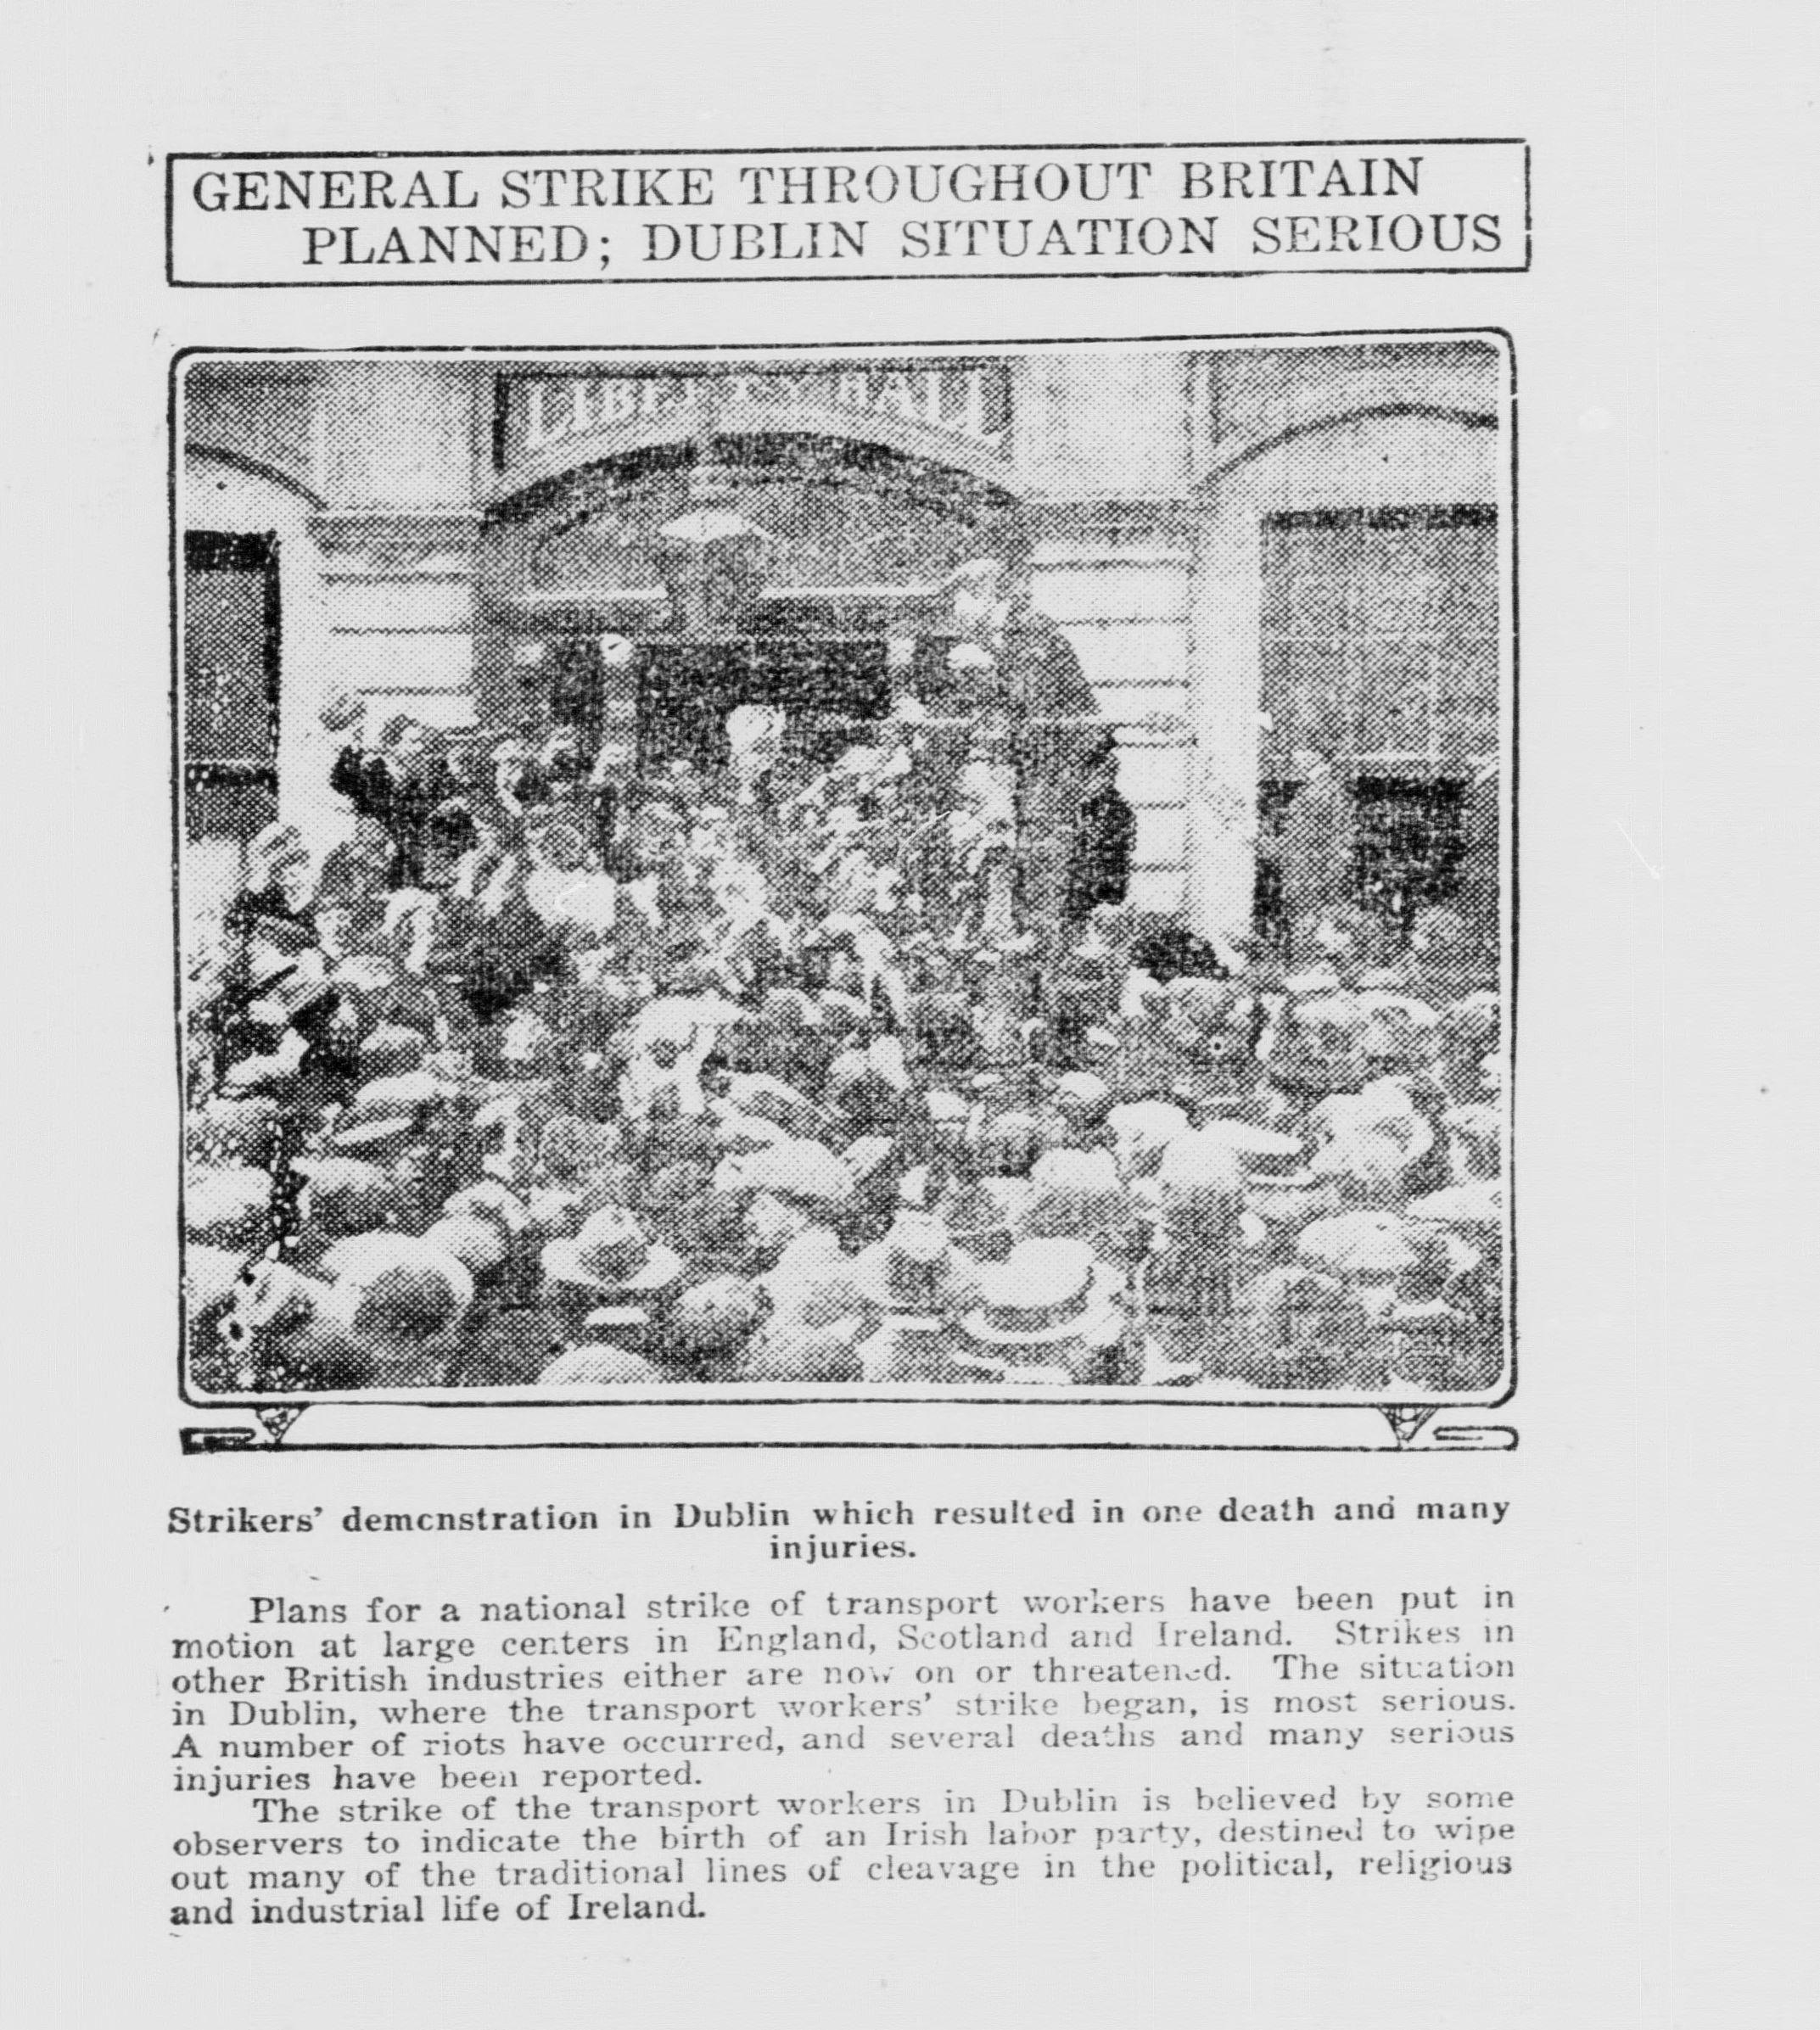 GENERAL STRIKE THROUGHOUT BRITAIN
PLANNED; DUBLIN SITUATION SERIOUS
LIBERTY HALL
Strikers' demonstration in Dublin which resulted in one death and many
injuries.
Plans for a national strike of transport workers have been put in
motion at large centers in England, Scotland and Ireland. Strikes in
other British industries either are now on or threatened. The situation
in Dublin, where the transport workers' strike began, is most serious.
A number of riots have occurred, and several deaths and many serious
injuries have been reported.
The strike of the transport workers in Dublin is believed by some
observers to indicate the birth of an Irish labor party, destined to wipe
out many of the traditional lines of cleavage in the political, religious
and industrial life of Ireland.